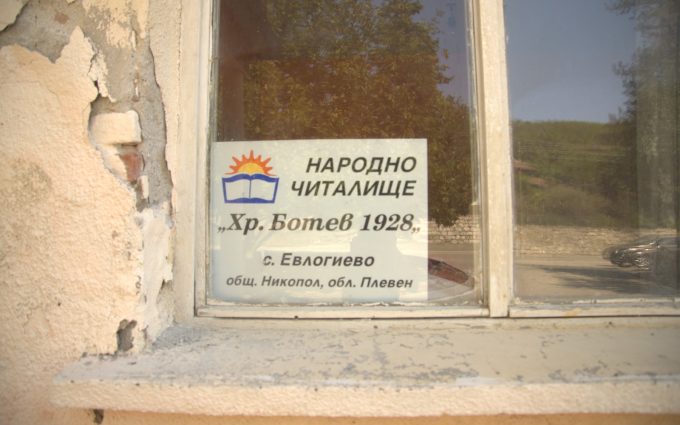 НАРОДНО
ЧИТАЛИЩЕ
„Хр. Ботев 1928„
с. Евлогиево
общ. Никопол, обл. Плевен